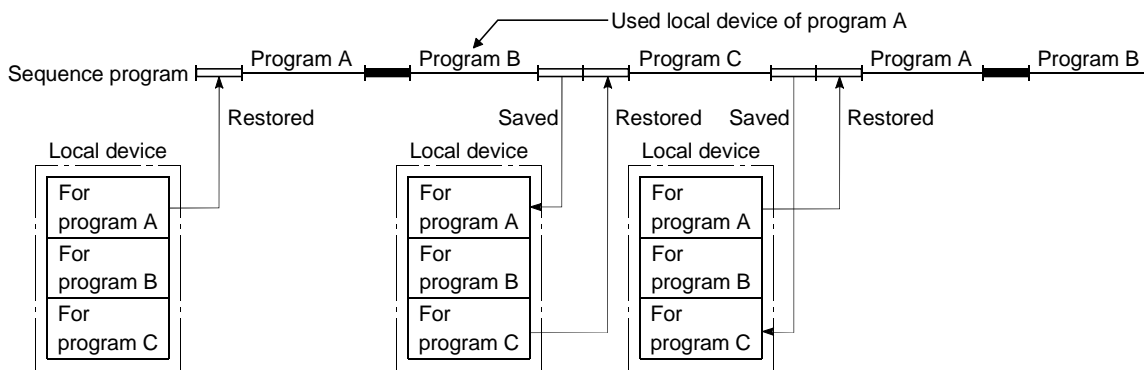 Used local device of program A
Sequence program
Program A
Program B
Program C
Program A
Program B
Restored
Saved
Restored
Saved
Restored
Local device
For
program A
For
program B
For
program C
Local device
For
program A
For
program B
For
program C
Local device
For
program A
For
program B
For
program C